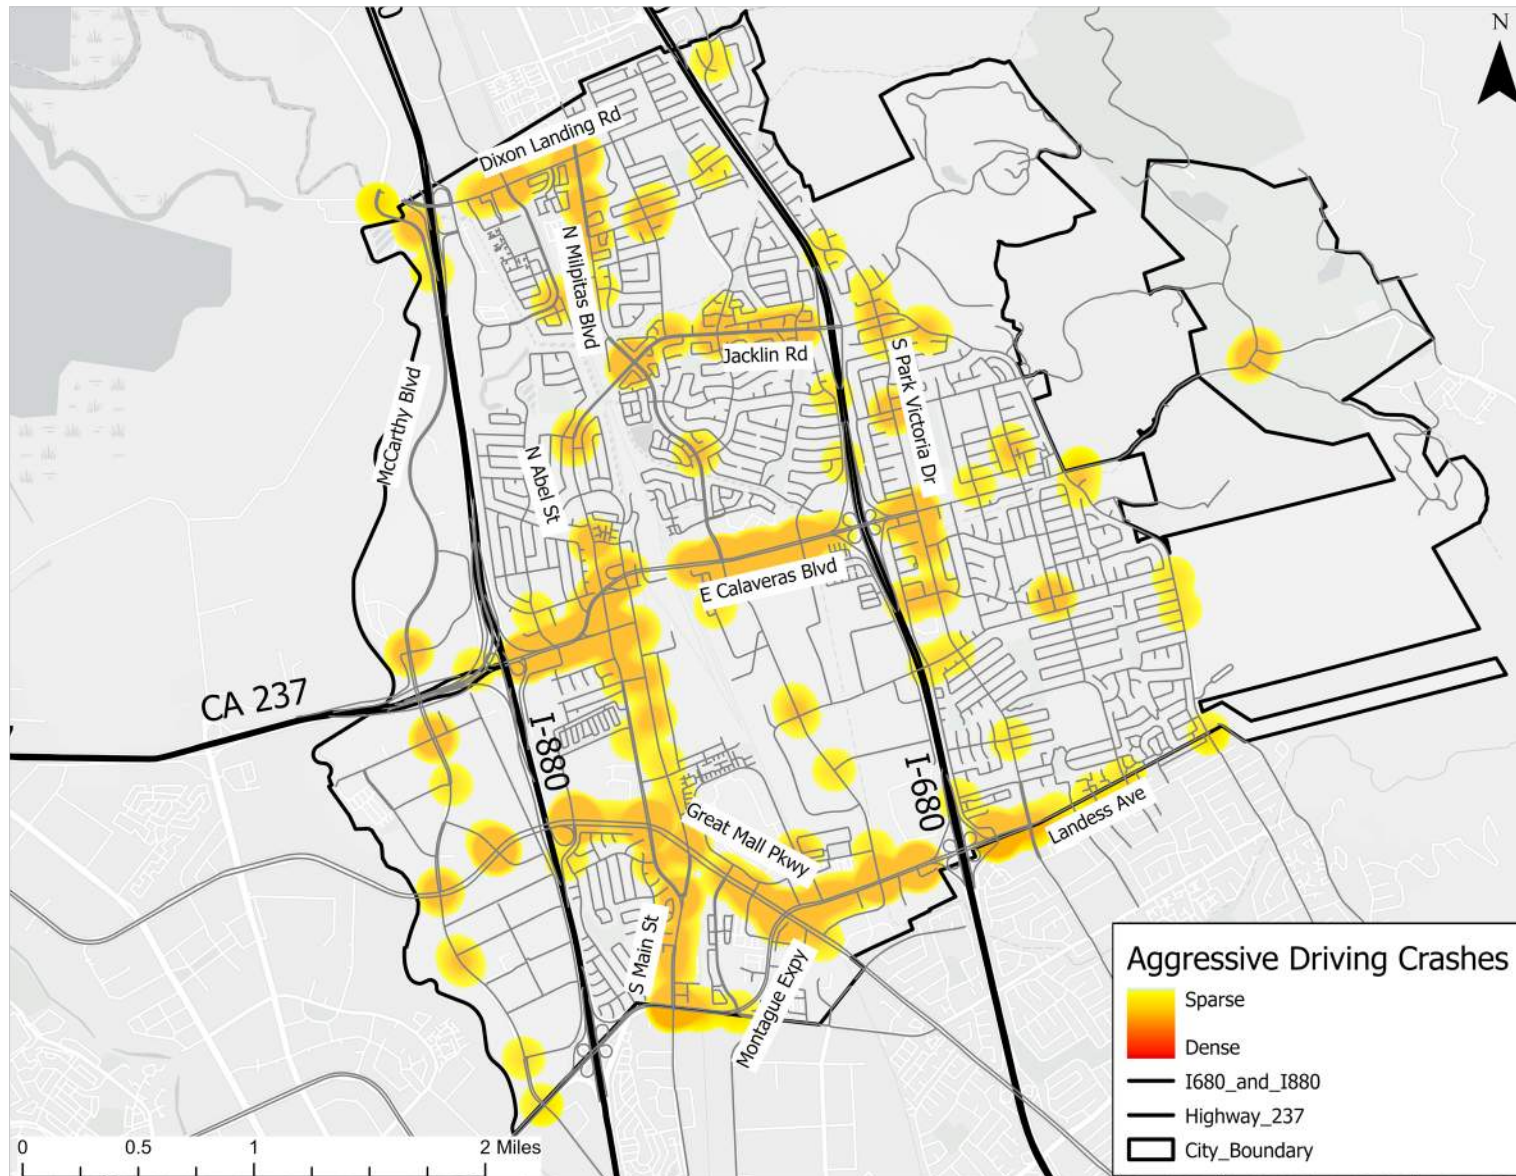 N
Dixon Landing Rd
N Milpitas Blvd
Jacklin Rd
S Park Victoria Dr
McCarthy Blvd
N Abel St
E Calaveras Blvd
CA 237
I-880
I-680
Great Mall Pkwy
Landess Ave
S Main St
Montague Expy
Aggressive Driving Crashes
Sparse
Dense
I680_and_I880
Highway_237
City_Boundary
0 0.5 1 2 Miles